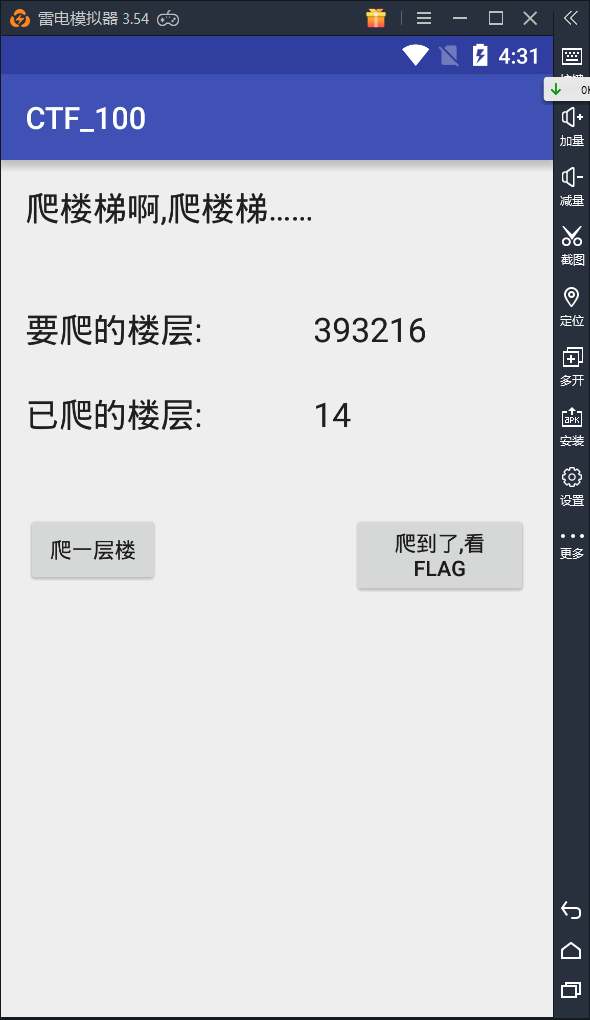 雷电模拟器 3.54
4:31
CTF_100
爬楼梯啊,爬楼梯……
要爬的楼层: 393216
已爬的楼层: 14
爬一层楼
爬到了,看
FLAG
加量
减量
截图
定位
多开
APK
安装
设置
更多